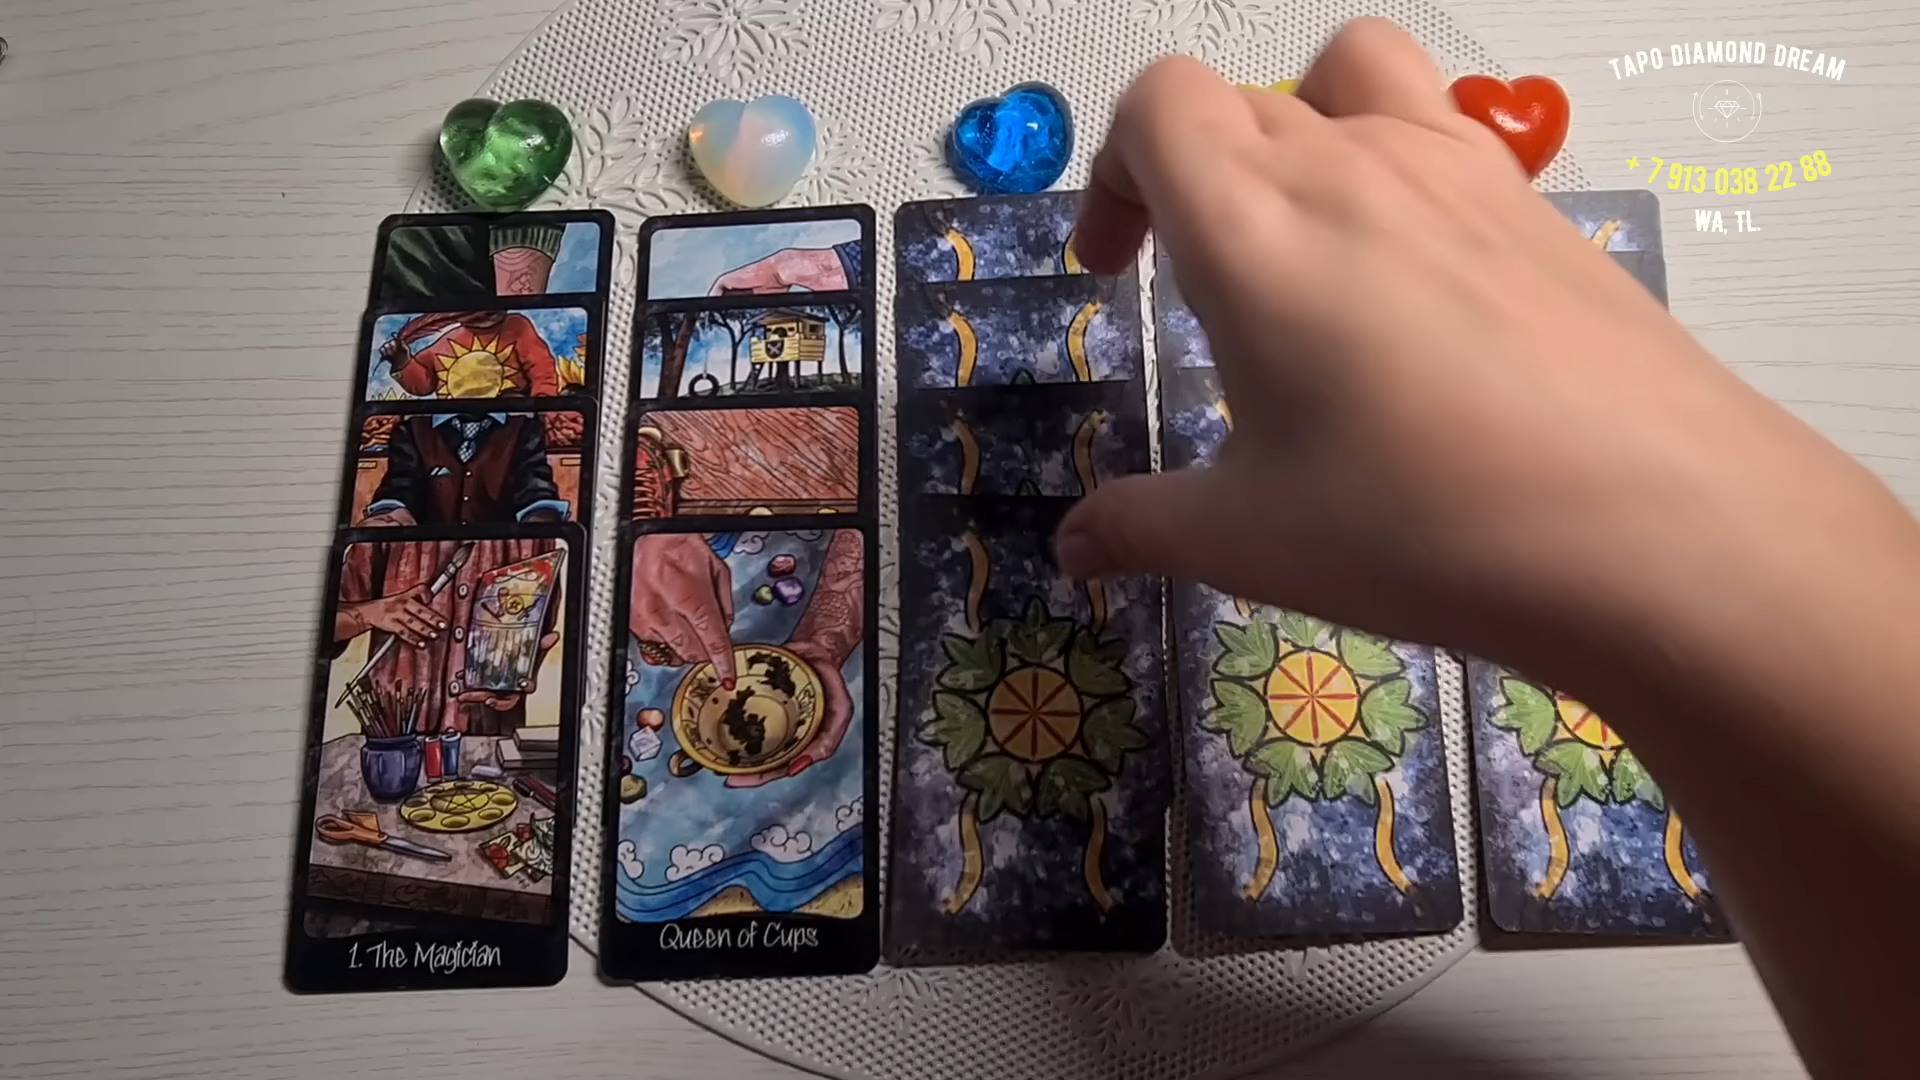 ТАРО DIAMOND DREAM
+ 7 913 038 22 88
WA, TL.
1. The Magician
Queen of Cups